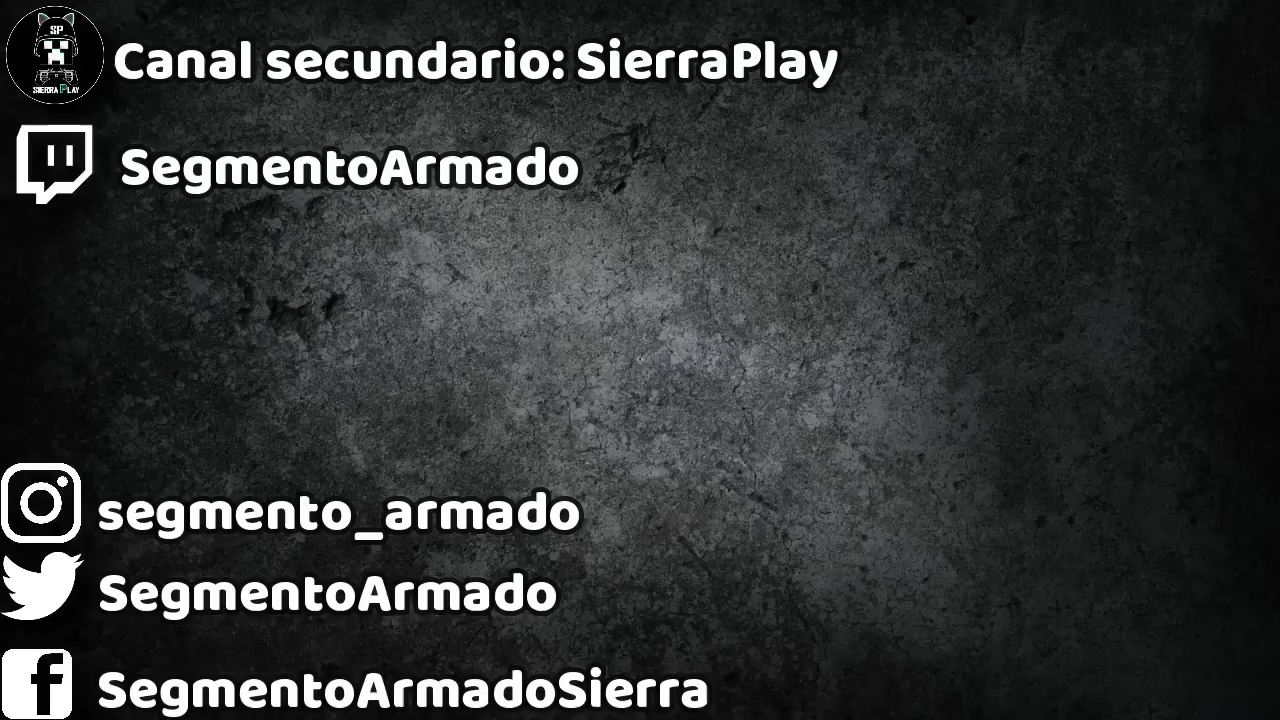 SP
SIERRA PLAY
Canal secundario: SierraPlay
SegmentoArmado
segmento_armado
SegmentoArmado
SegmentoArmadoSierra